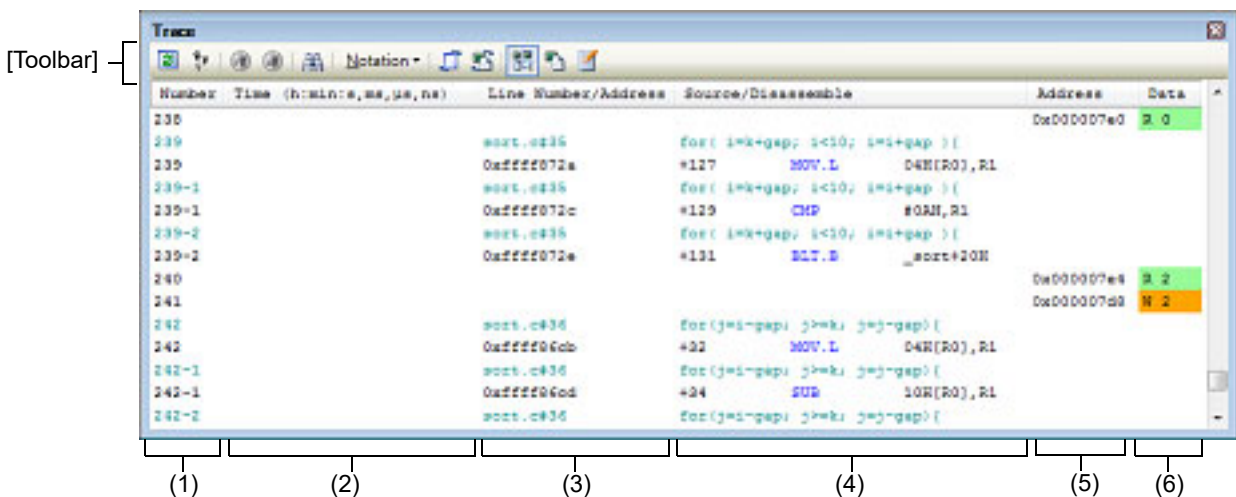 Trace
[Toolbar]
Notation
Number Time (h:min:s,ms,µs,ns) Line Number/Address Source/Disassemble Address Data
238 0x000007e0 R 0
239 sort.c#35 for( i=k+gap; i<10; i=i+gap ){
239 0xffff872a +127 MOV.L 04H[R0],R1
239-1 sort.c#35 for( i=k+gap; i<10; i=i+gap ){
239-1 0xffff872c +129 CMP #0AH,R1
239-2 sort.c#35 for( i=k+gap; i<10; i=i+gap ){
239-2 0xffff872e +131 BLT.B _sort+20H
240 0x000007e4 R 2
241 0x000007d8 W 2
242 sort.c#36 for(j=i-gap; j>=k; j=j-gap){
242 0xffff86cb +32 MOV.L 04H[R0],R1
242-1 sort.c#36 for(j=i-gap; j>=k; j=j-gap){
242-1 0xffff86cd +34 SUB 10H[R0],R1
242-2 sort.c#36 for(j=i-gap; j>=k; j=j-gap){
(1) (2) (3) (4) (5) (6)